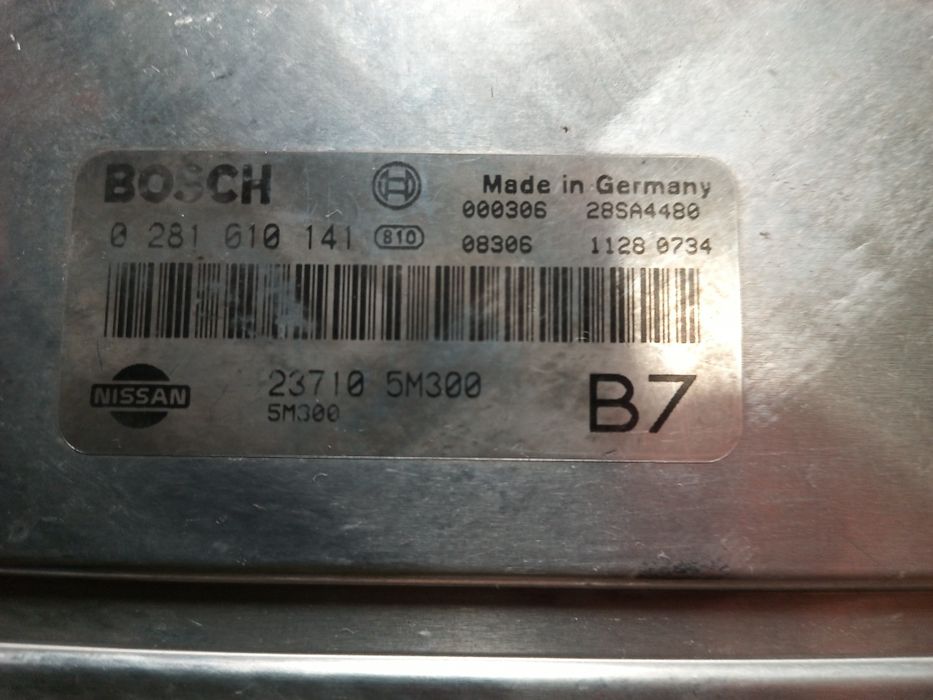 BOSCH Made in Germany
000306 28SA4480
0 281 010 141 810 08306 1128 0734
NISSAN 23710 5M300 B7
5M300